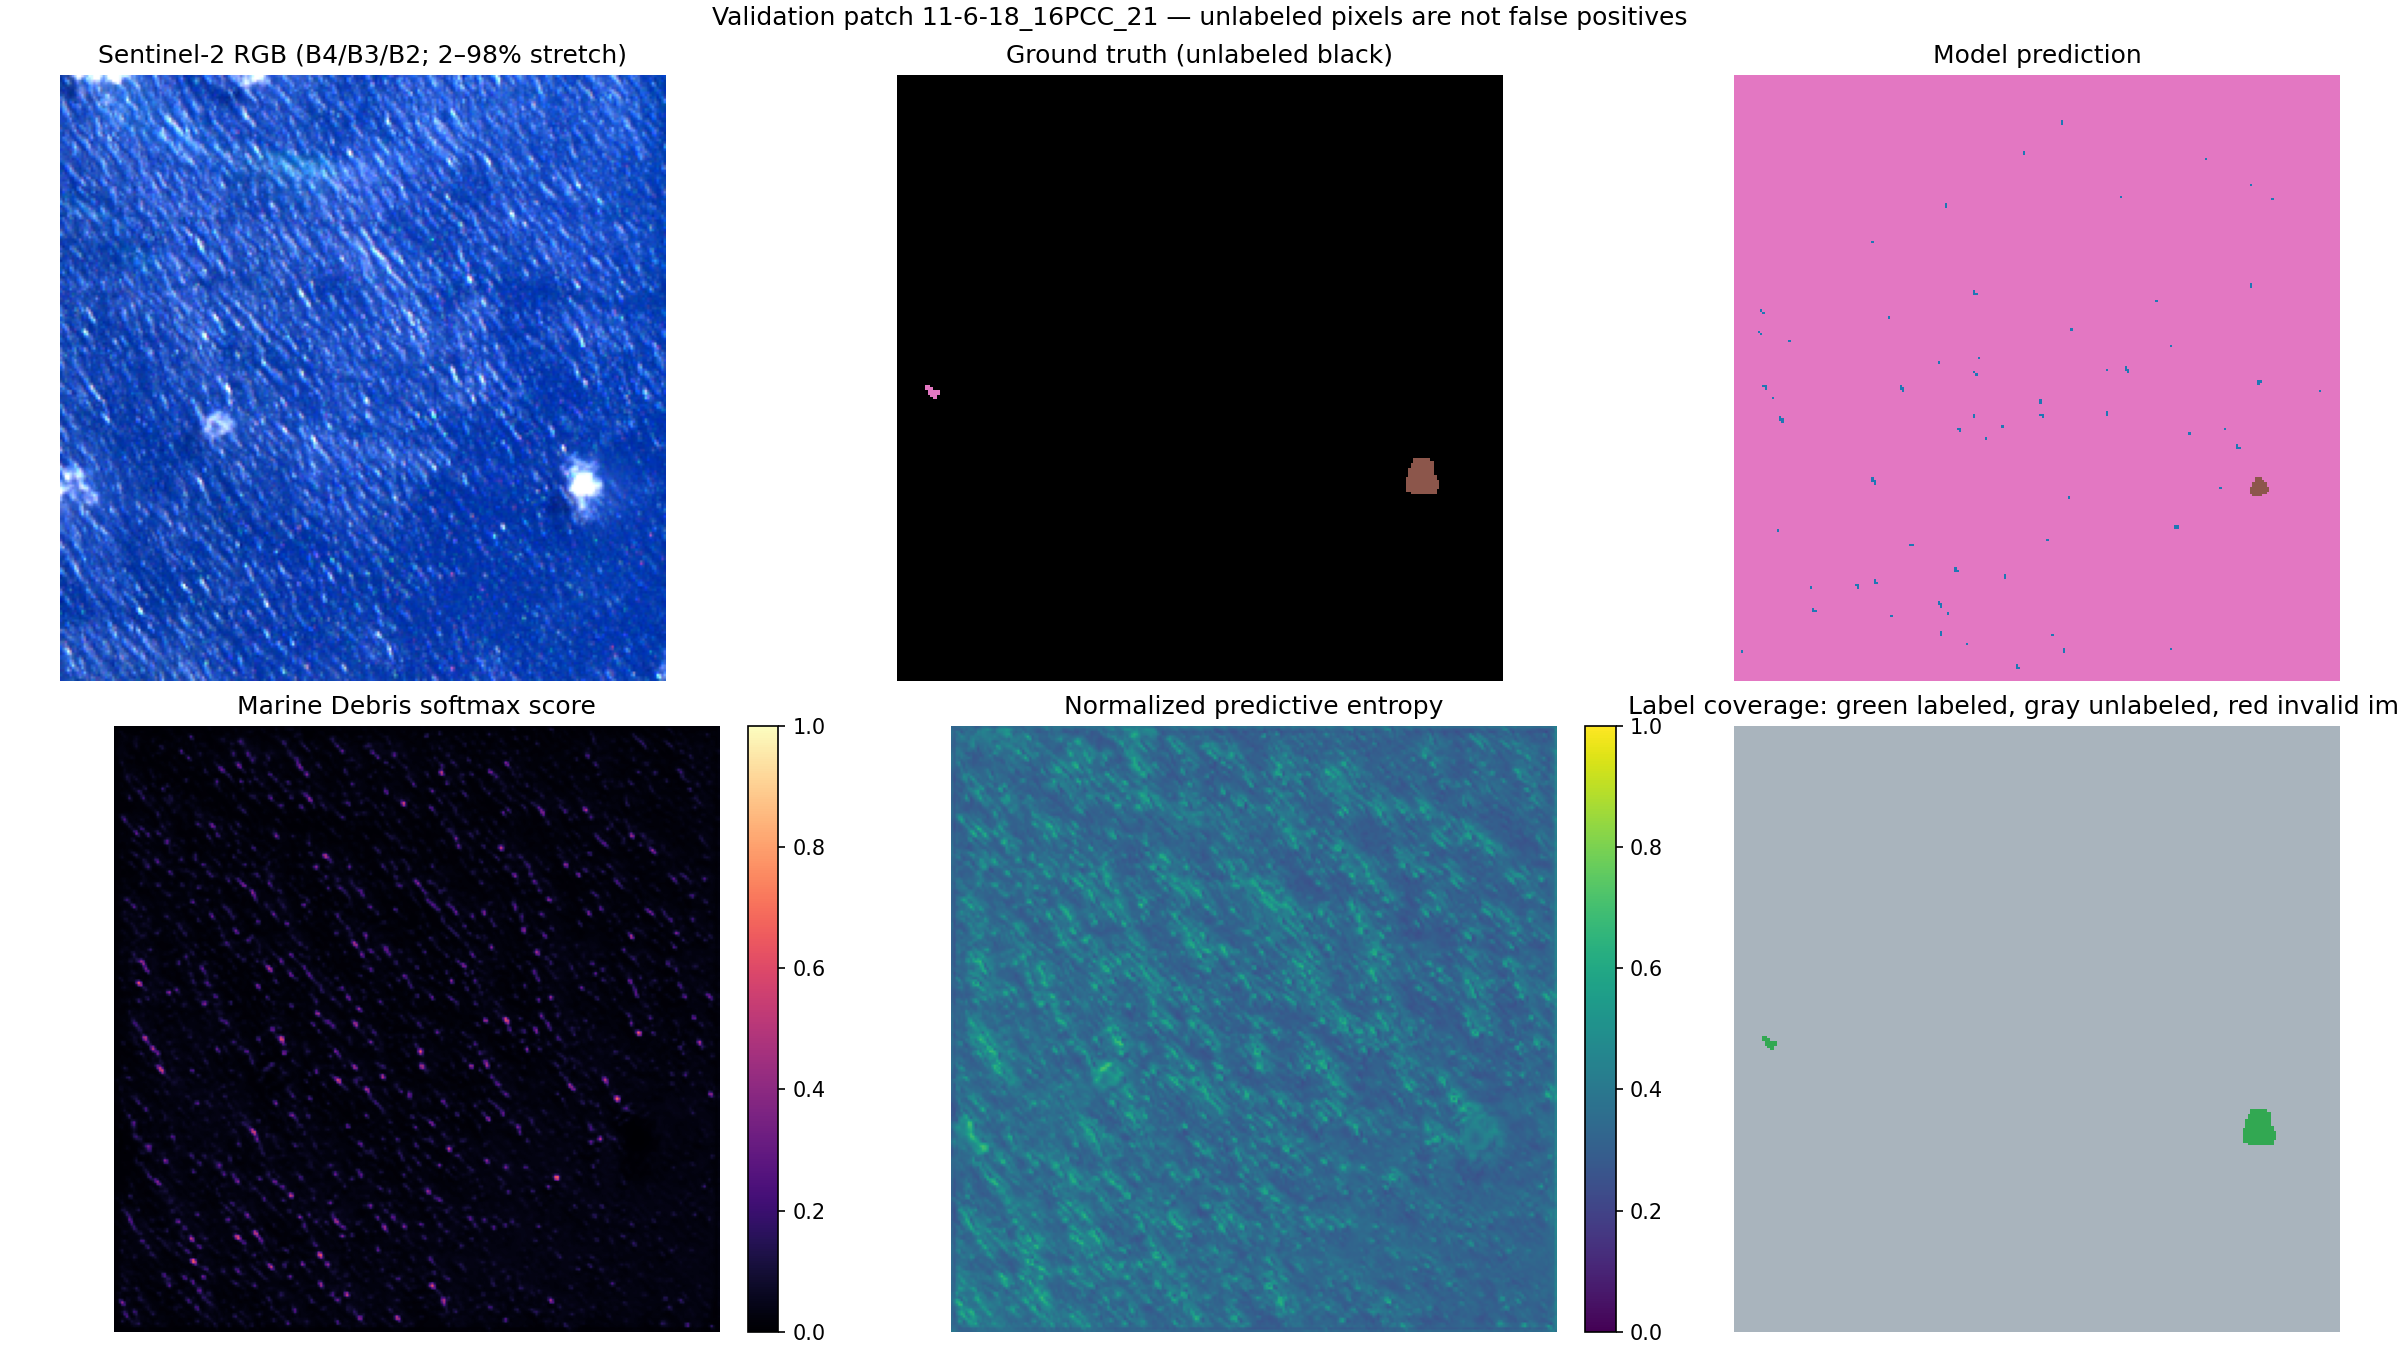 Validation patch 11-6-18_16PCC_21 — unlabeled pixels are not false positives
Sentinel-2 RGB (B4/B3/B2; 2–98% stretch)
Ground truth (unlabeled black)
Model prediction
Marine Debris softmax score
Normalized predictive entropy
Label coverage: green labeled, gray unlabeled, red invalid im
1.0
0.8
0.6
0.4
0.2
0.0
1.0
0.8
0.6
0.4
0.2
0.0